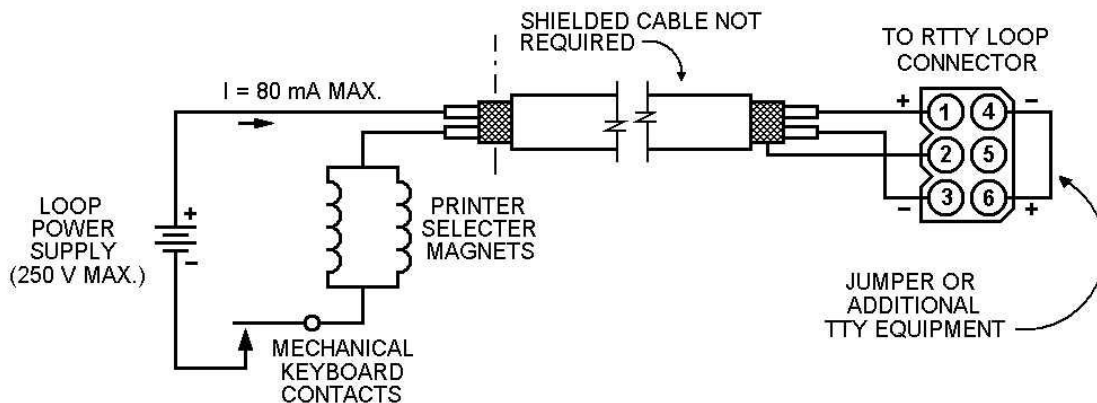 SHIELDED CABLE NOT
REQUIRED
TO RTTY LOOP
CONNECTOR
I = 80 mA MAX.
+
1
4
-
2
5
3
6
-
+
LOOP
POWER
SUPPLY
(250 V MAX.)
+
-
PRINTER
SELECTER
MAGNETS
MECHANICAL
KEYBOARD
CONTACTS
JUMPER OR
ADDITIONAL
TTY EQUIPMENT